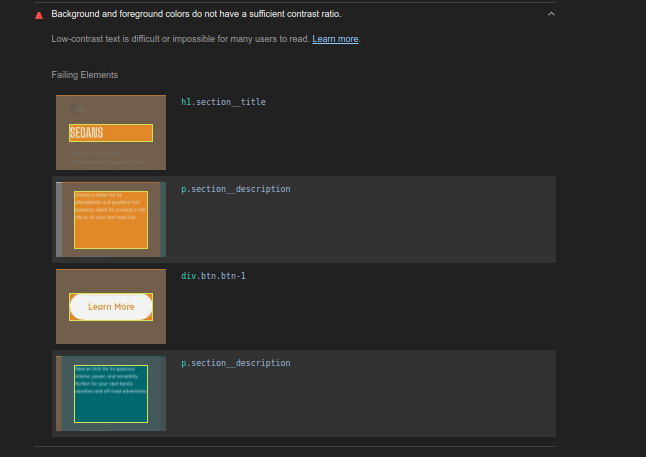 Background and foreground colors do not have a sufficient contrast ratio.
Low-contrast text is difficult or impossible for many users to read. Learn more.
Failing Elements
SEDANS
h1.section__title
Choose a sedan for its
affordability and excellent fuel
economy. Ideal for cruising in the
city or on your next road trip.
p.section__description
Learn More
div.btn.btn-1
Take an SUV for its spacious
interior, power, and versatility.
Perfect for your next family
vacation and off-road adventures.
p.section__description